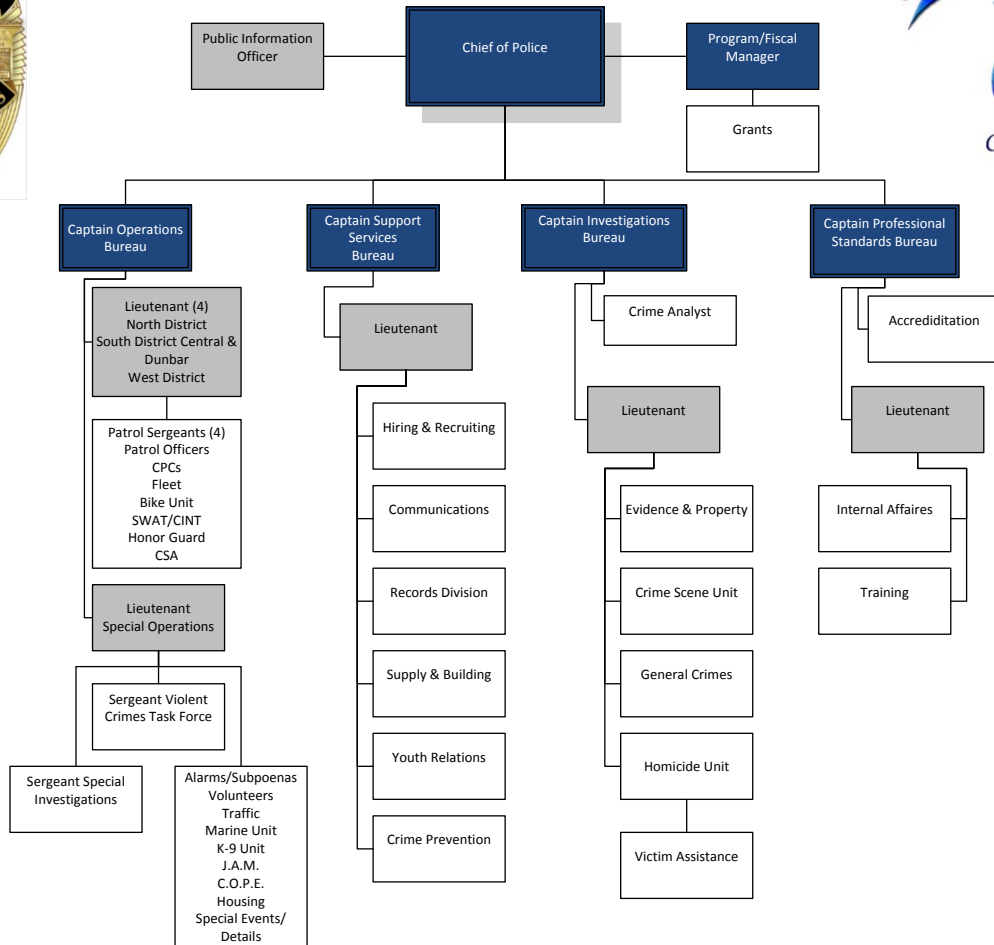 Public Information
Officer
Chief of Police
Program/Fiscal
Manager
Grants
Captain Operations
Bureau
Captain Support
Services
Bureau
Captain Investigations
Bureau
Captain Professional
Standards Bureau
Lieutenant (4)
North District
South District Central &
Dunbar
West District
Patrol Sergeants (4)
Patrol Officers
CPCs
Fleet
Bike Unit
SWAT/CINT
Honor Guard
CSA
Lieutenant
Special Operations
Sergeant Violent
Crimes Task Force
Sergeant Special
Investigations
Alarms/Subpoenas
Volunteers
Traffic
Marine Unit
K-9 Unit
J.A.M.
C.O.P.E.
Housing
Special Events/
Details
Lieutenant
Hiring & Recruiting
Communications
Records Division
Supply & Building
Youth Relations
Crime Prevention
Crime Analyst
Lieutenant
Evidence & Property
Crime Scene Unit
General Crimes
Homicide Unit
Victim Assistance
Accrediditation
Lieutenant
Internal Affaires
Training